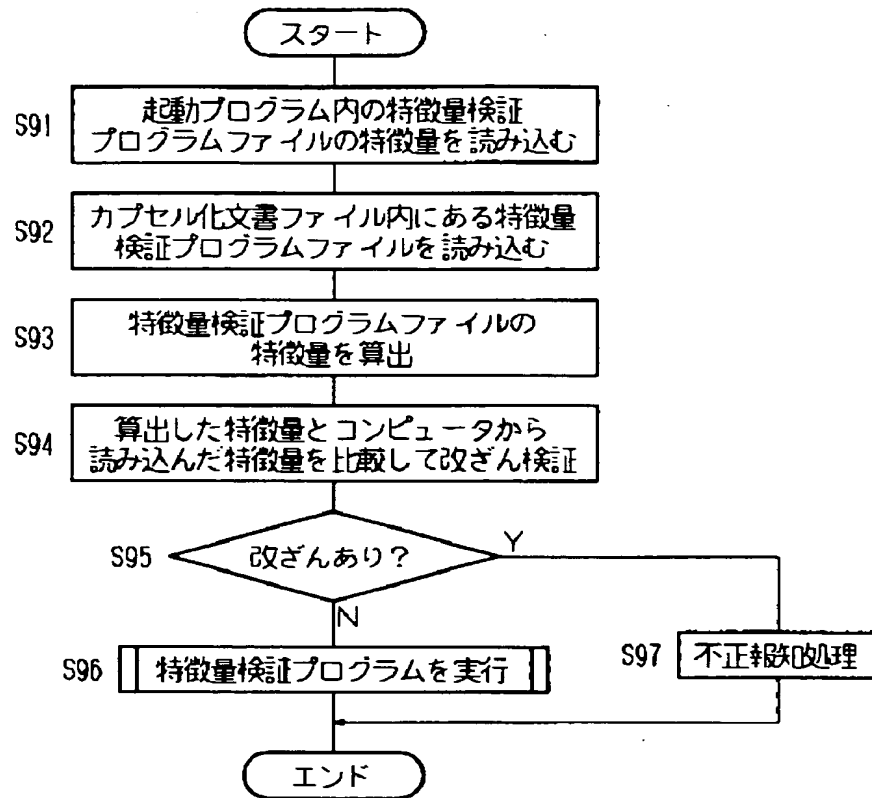 スタート
S91
起動プログラム内の特徴量検証
プログラムファイルの特徴量を読み込む
S92
カプセル化文書ファイル内にある特徴量
検証プログラムファイルを読み込む
S93
特徴量検証プログラムファイルの
特徴量を算出
S94
算出した特徴量とコンピュータから
読み込んだ特徴量を比較して改ざん検証
S95
改ざんあり?
Y
N
S96
特徴量検証プログラムを実行
S97
不正報知処理
エンド